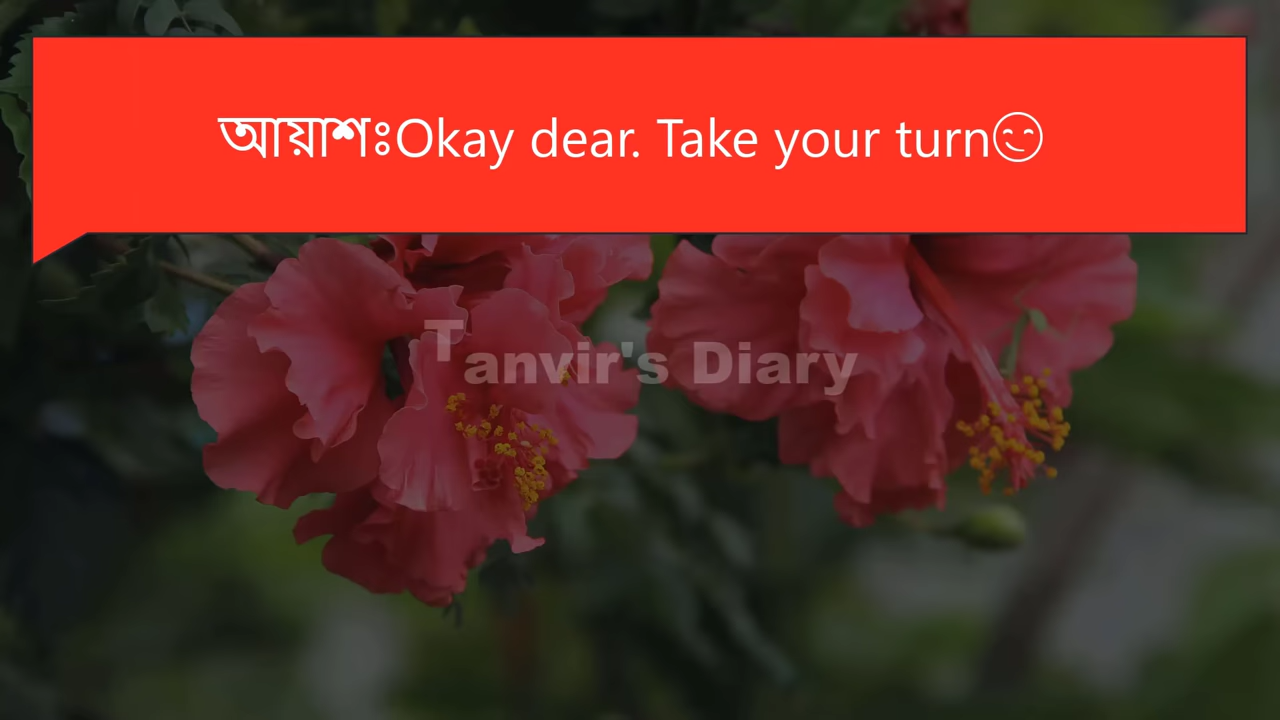 আয়াশঃOkay dear. Take your turn😊
Tanvir's Diary